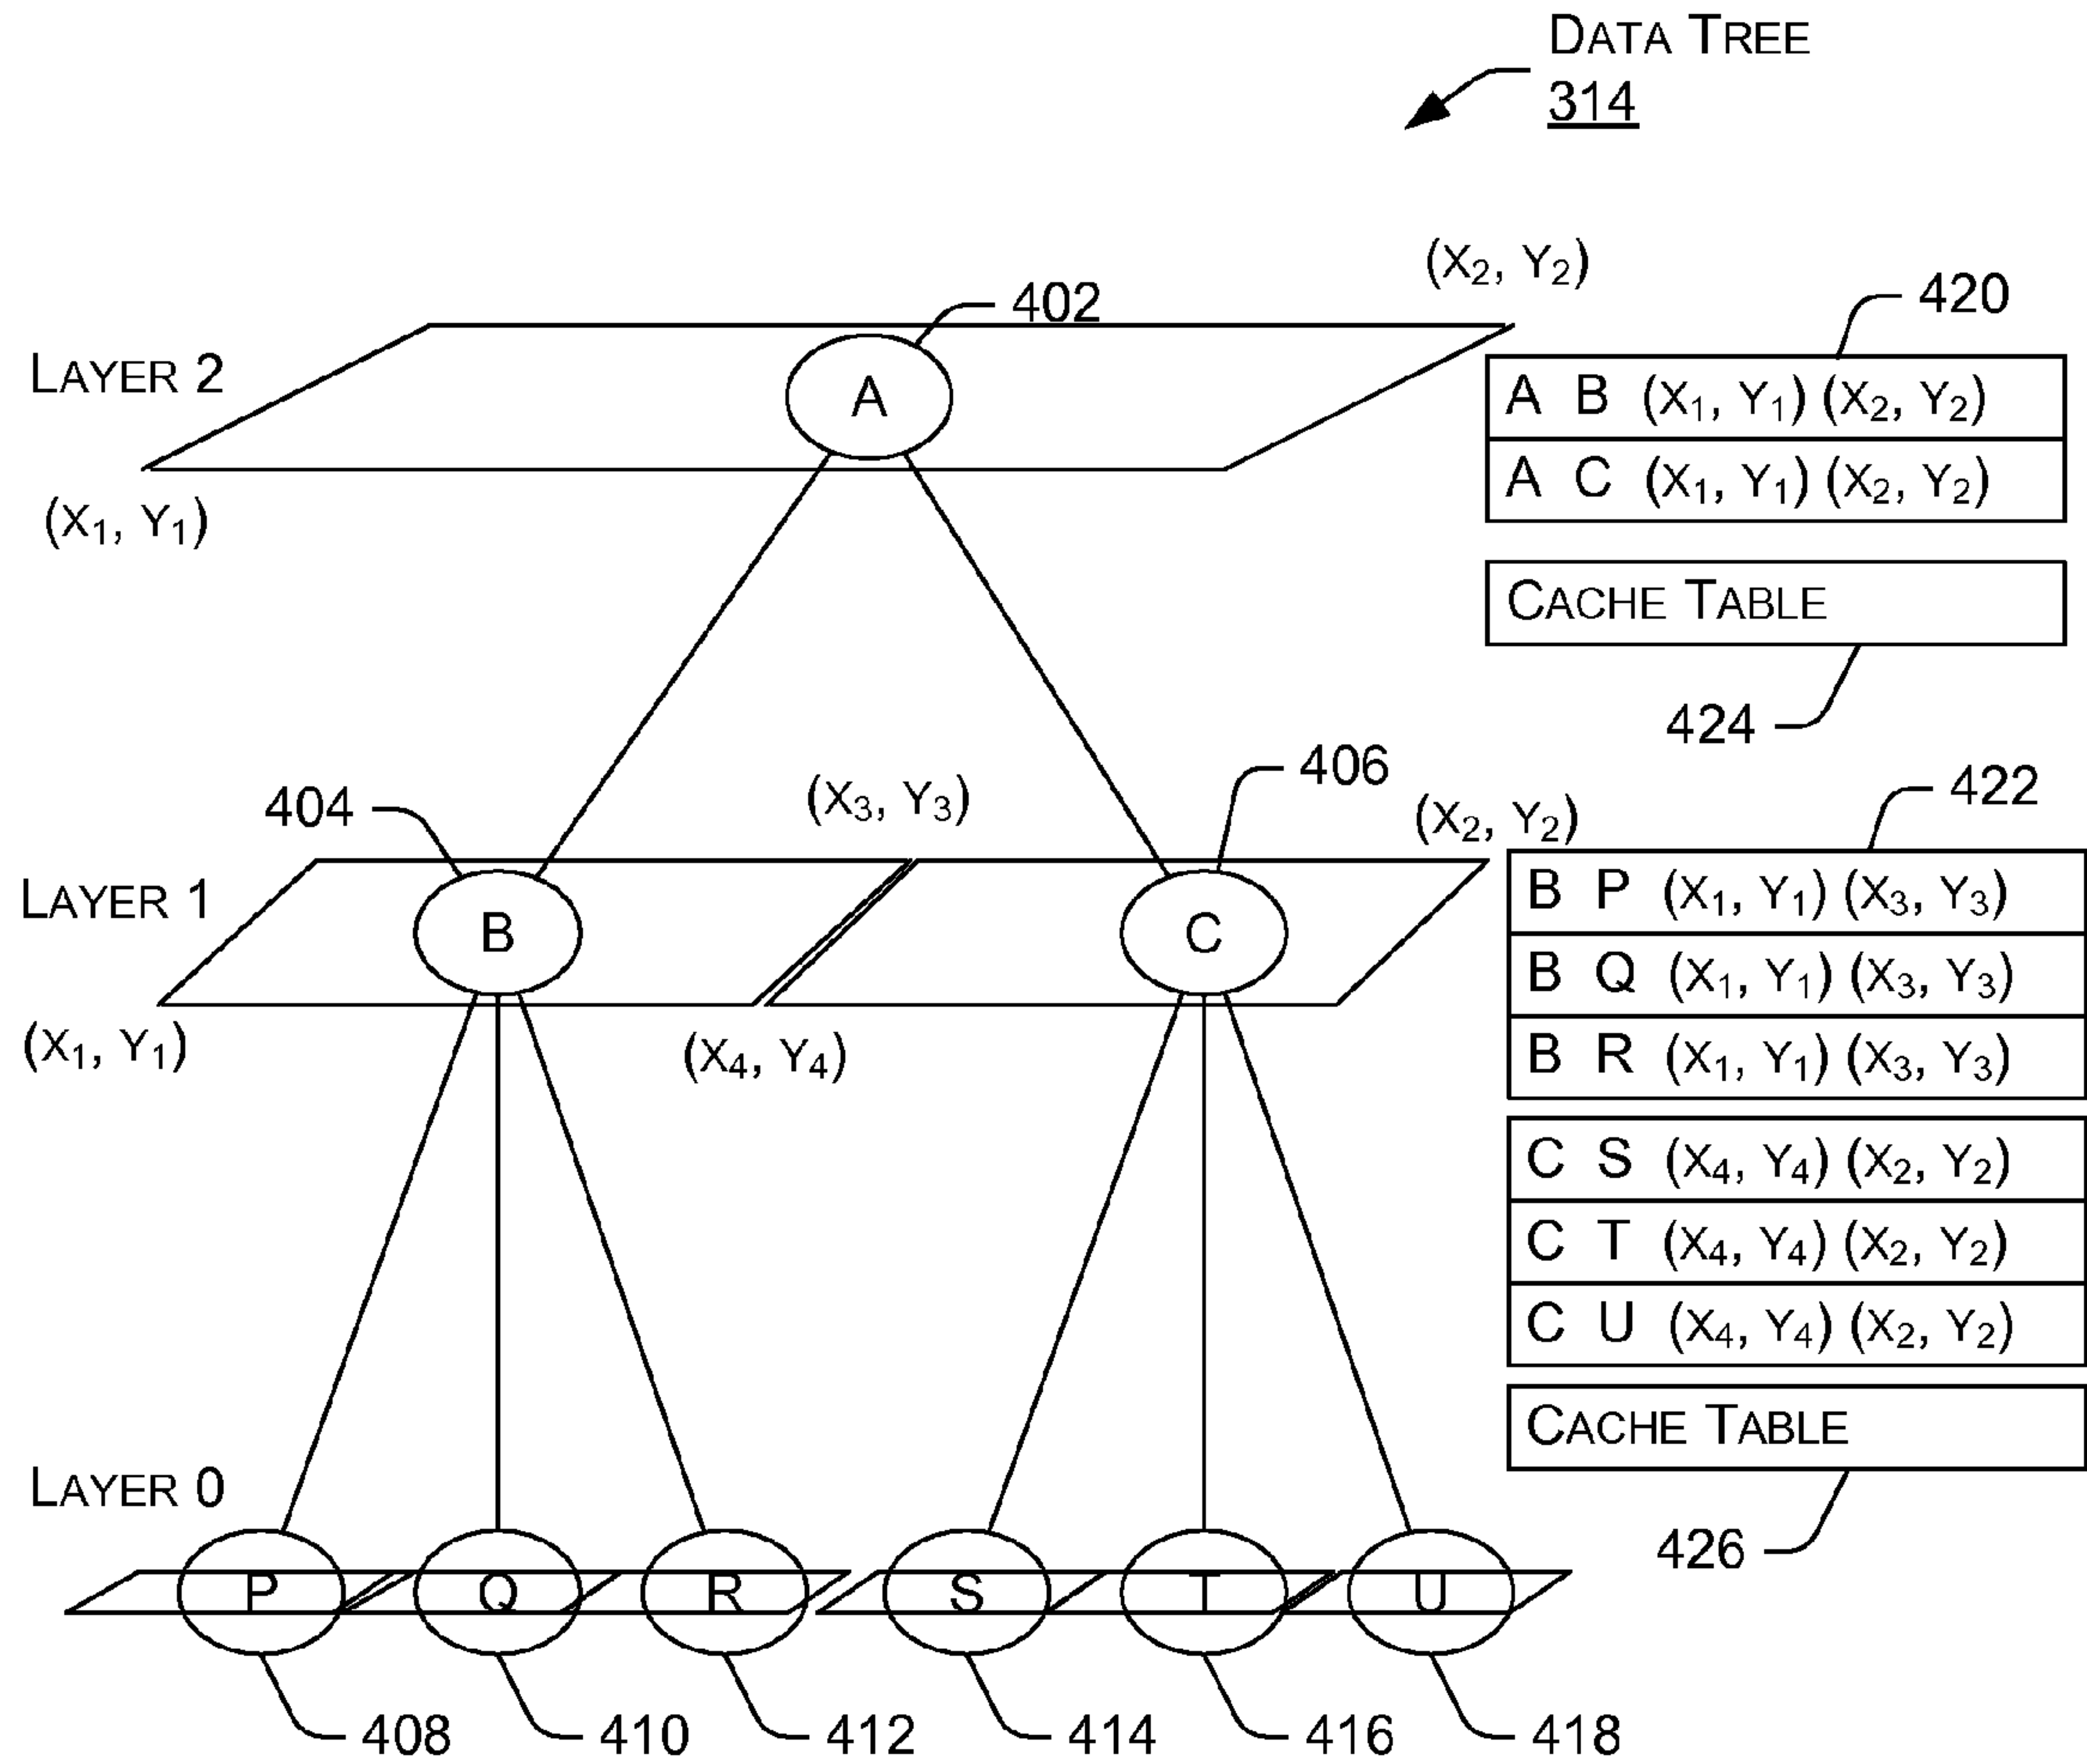 DATA TREE
314
(X2, Y2)
402
420
LAYER 2
A
A B (X1, Y1) (X2, Y2)
A C (X1, Y1) (X2, Y2)
(X1, Y1)
CACHE TABLE
424
404
(X3, Y3)
406
(X2, Y2)
422
LAYER 1
B
C
B P (X1, Y1) (X3, Y3)
B Q (X1, Y1) (X3, Y3)
B R (X1, Y1) (X3, Y3)
(X1, Y1)
(X4, Y4)
C S (X4, Y4) (X2, Y2)
C T (X4, Y4) (X2, Y2)
C U (X4, Y4) (X2, Y2)
CACHE TABLE
426
LAYER 0
P Q R S T U
408 410 412 414 416 418